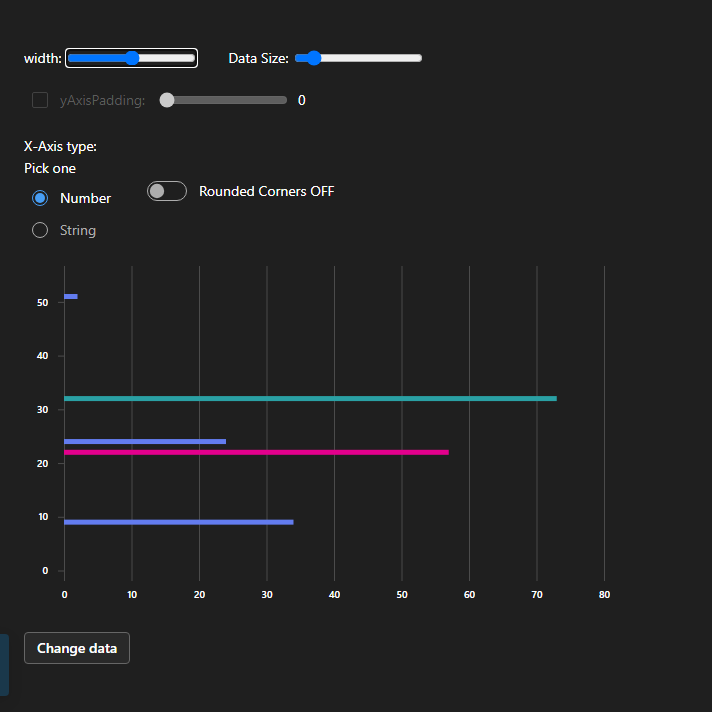 width: Data Size:
yAxisPadding: 0
X-Axis type:
Pick one
Number
Rounded Corners OFF
String
50
40
30
20
10
0
0 10 20 30 40 50 60 70 80
Change data